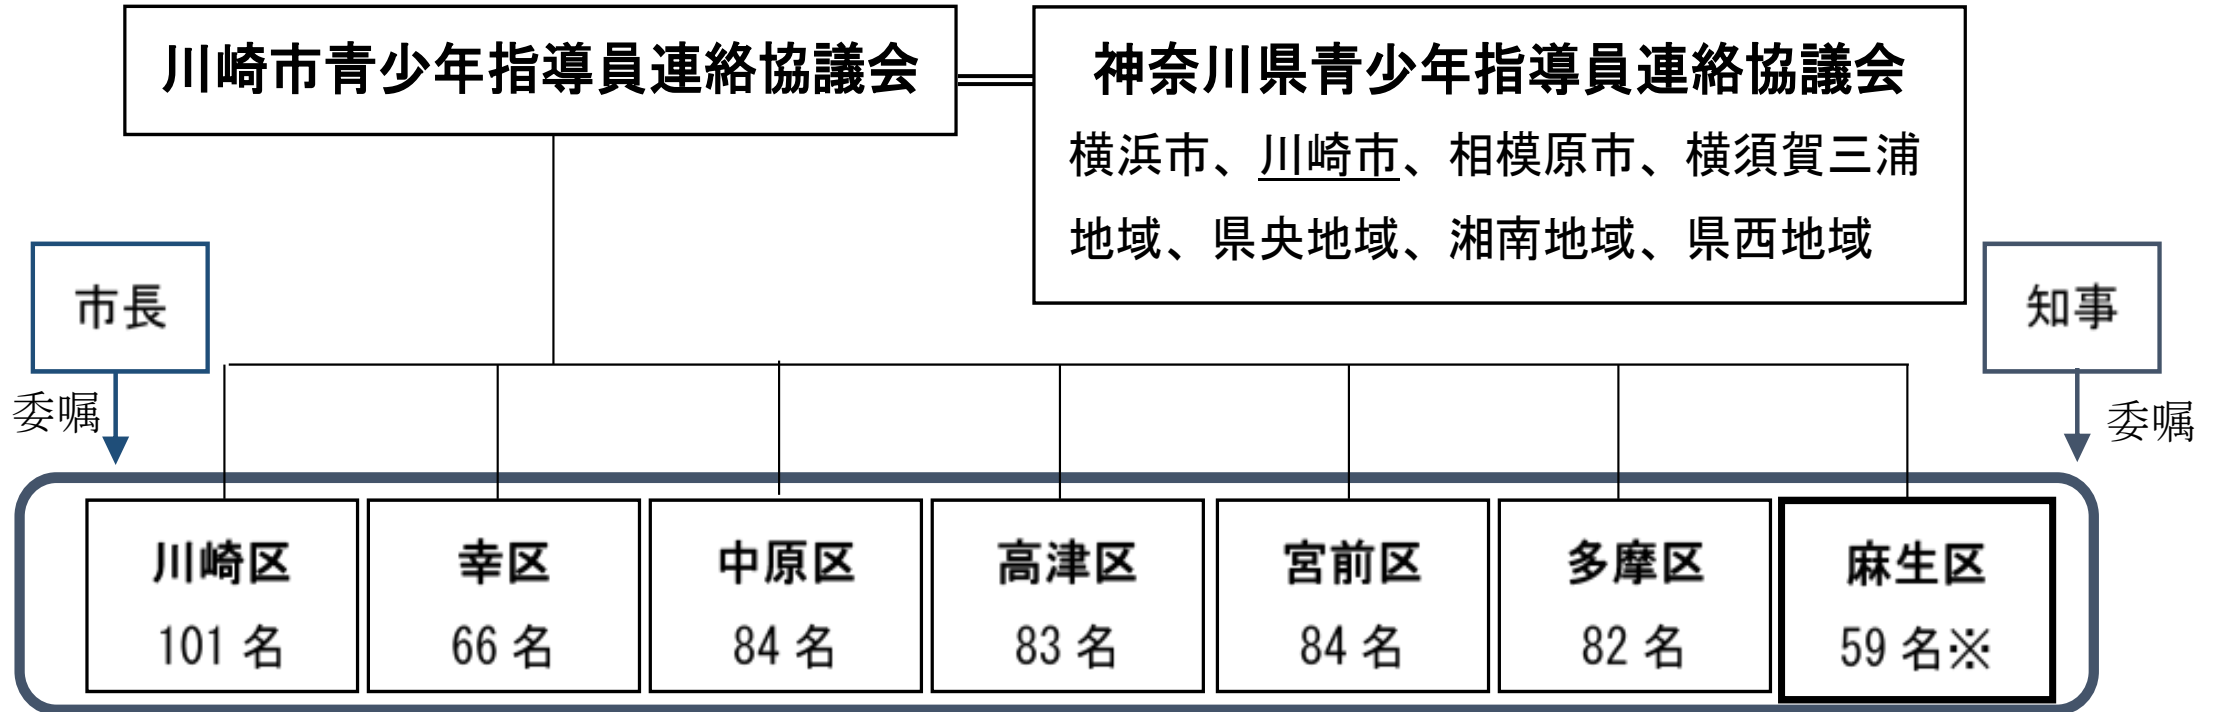 川崎市青少年指導員連絡協議会
神奈川県青少年指導員連絡協議会
横浜市、川崎市、相模原市、横須賀三浦
地域、県央地域、湘南地域、県西地域
市長
知事
委嘱
委嘱
川崎区
101 名
幸区
66 名
中原区
84 名
高津区
83 名
宮前区
84 名
多摩区
82 名
麻生区
59 名※